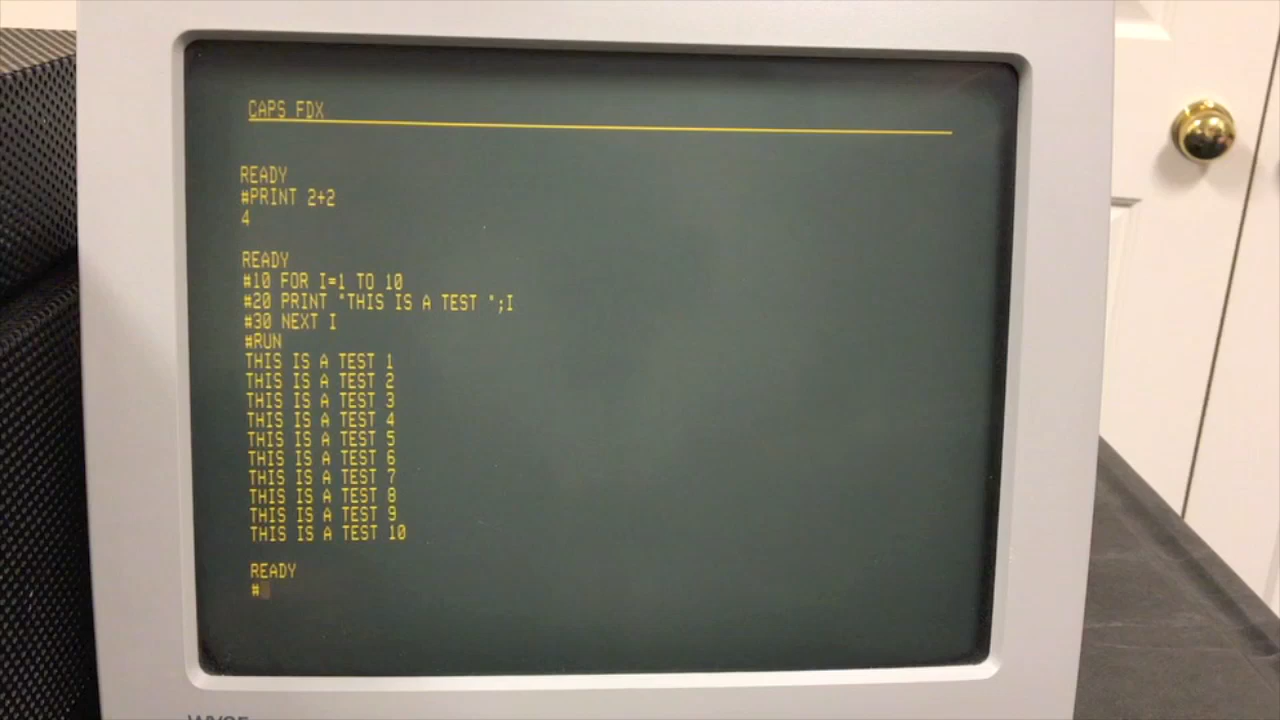 CAPS FDX
READY
#PRINT 2+2
4
READY
#10 FOR I=1 TO 10
#20 PRINT "THIS IS A TEST ";I
#30 NEXT I
#RUN
THIS IS A TEST 1
THIS IS A TEST 2
THIS IS A TEST 3
THIS IS A TEST 4
THIS IS A TEST 5
THIS IS A TEST 6
THIS IS A TEST 7
THIS IS A TEST 8
THIS IS A TEST 9
THIS IS A TEST 10
READY
#
WYSE